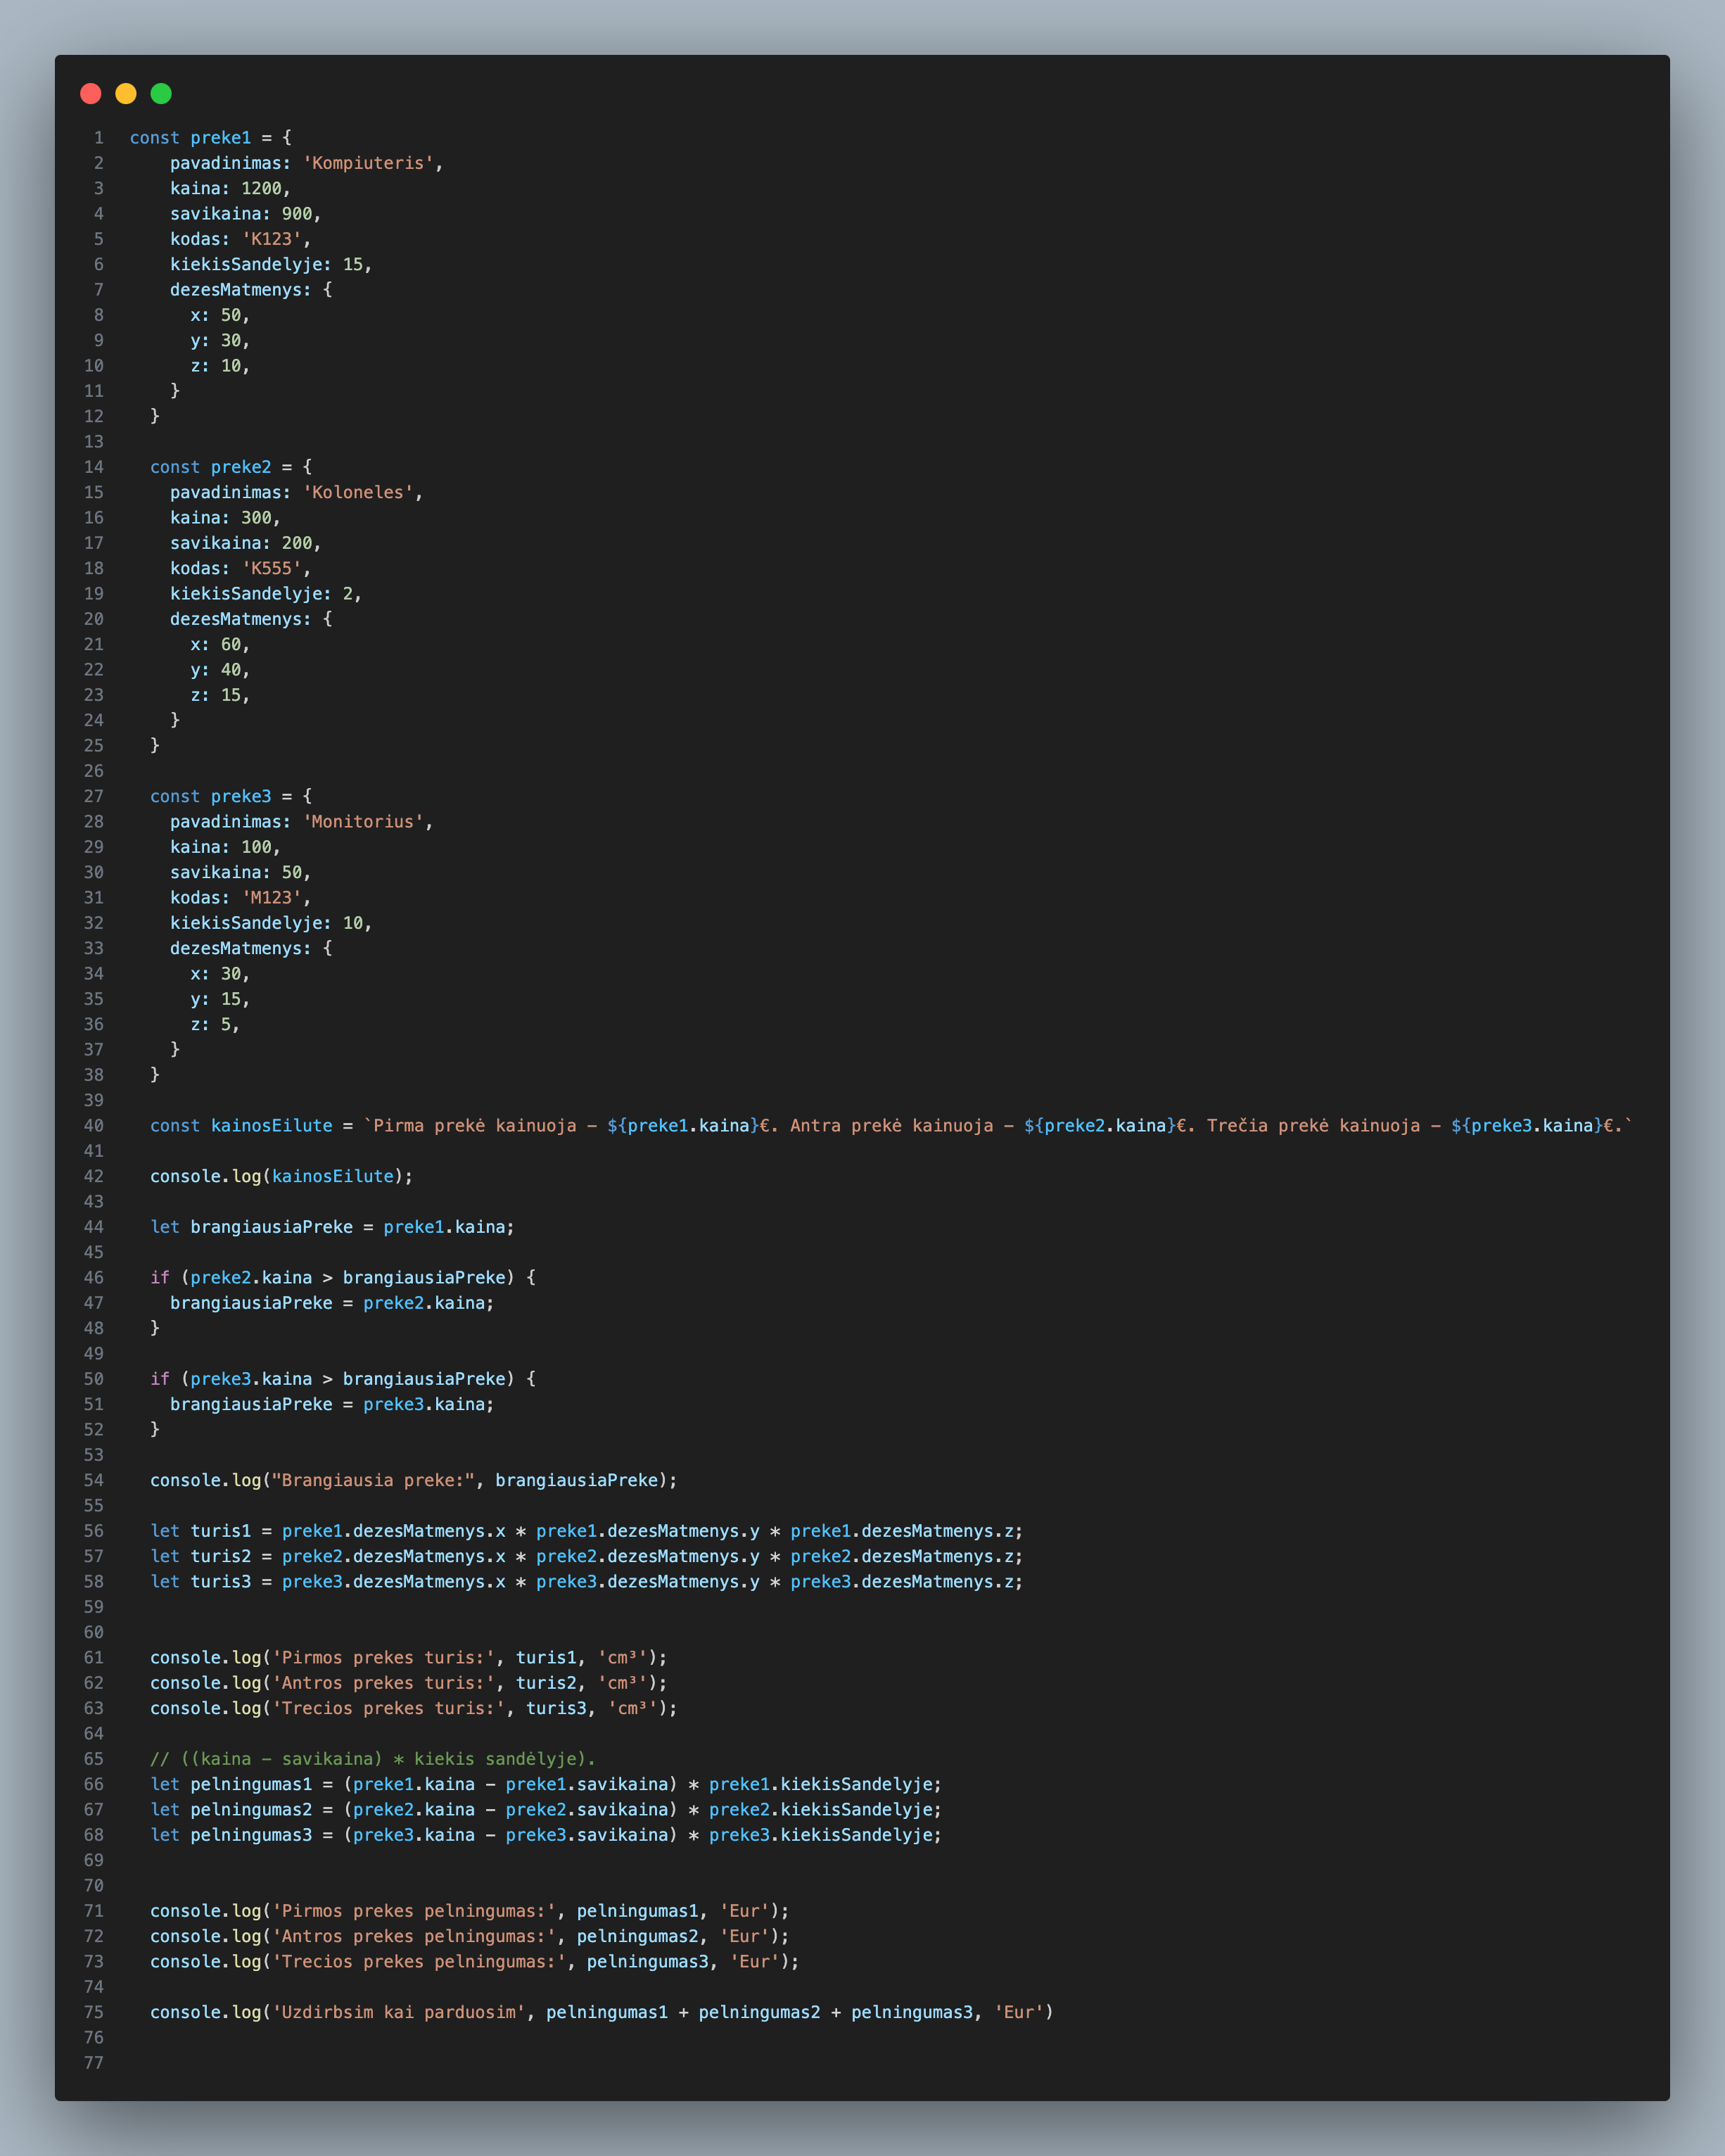 1 const preke1 = {
2 pavadinimas: 'Kompiuteris',
3 kaina: 1200,
4 savikaina: 900,
5 kodas: 'K123',
6 kiekisSandelyje: 15,
7 dezesMatmenys: {
8 x: 50,
9 y: 30,
10 z: 10,
11 }
12 }
13
14 const preke2 = {
15 pavadinimas: 'Koloneles',
16 kaina: 300,
17 savikaina: 200,
18 kodas: 'K555',
19 kiekisSandelyje: 2,
20 dezesMatmenys: {
21 x: 60,
22 y: 40,
23 z: 15,
24 }
25 }
26
27 const preke3 = {
28 pavadinimas: 'Monitorius',
29 kaina: 100,
30 savikaina: 50,
31 kodas: 'M123',
32 kiekisSandelyje: 10,
33 dezesMatmenys: {
34 x: 30,
35 y: 15,
36 z: 5,
37 }
38 }
39
40 const kainosEilute = `Pirma prekė kainuoja - ${preke1.kaina}€. Antra prekė kainuoja - ${preke2.kaina}€. Trečia prekė kainuoja - ${preke3.kaina}€.`
41
42 console.log(kainosEilute);
43
44 let brangiausiaPreke = preke1.kaina;
45
46 if (preke2.kaina > brangiausiaPreke) {
47 brangiausiaPreke = preke2.kaina;
48 }
49
50 if (preke3.kaina > brangiausiaPreke) {
51 brangiausiaPreke = preke3.kaina;
52 }
53
54 console.log("Brangiausia preke:", brangiausiaPreke);
55
56 let turis1 = preke1.dezesMatmenys.x * preke1.dezesMatmenys.y * preke1.dezesMatmenys.z;
57 let turis2 = preke2.dezesMatmenys.x * preke2.dezesMatmenys.y * preke2.dezesMatmenys.z;
58 let turis3 = preke3.dezesMatmenys.x * preke3.dezesMatmenys.y * preke3.dezesMatmenys.z;
59
60
61 console.log('Pirmos prekes turis:', turis1, 'cm³');
62 console.log('Antros prekes turis:', turis2, 'cm³');
63 console.log('Trecios prekes turis:', turis3, 'cm³');
64
65 // ((kaina - savikaina) * kiekis sandėlyje).
66 let pelningumas1 = (preke1.kaina - preke1.savikaina) * preke1.kiekisSandelyje;
67 let pelningumas2 = (preke2.kaina - preke2.savikaina) * preke2.kiekisSandelyje;
68 let pelningumas3 = (preke3.kaina - preke3.savikaina) * preke3.kiekisSandelyje;
69
70
71 console.log('Pirmos prekes pelningumas:', pelningumas1, 'Eur');
72 console.log('Antros prekes pelningumas:', pelningumas2, 'Eur');
73 console.log('Trecios prekes pelningumas:', pelningumas3, 'Eur');
74
75 console.log('Uzdirbsim kai parduosim', pelningumas1 + pelningumas2 + pelningumas3, 'Eur')
76
77